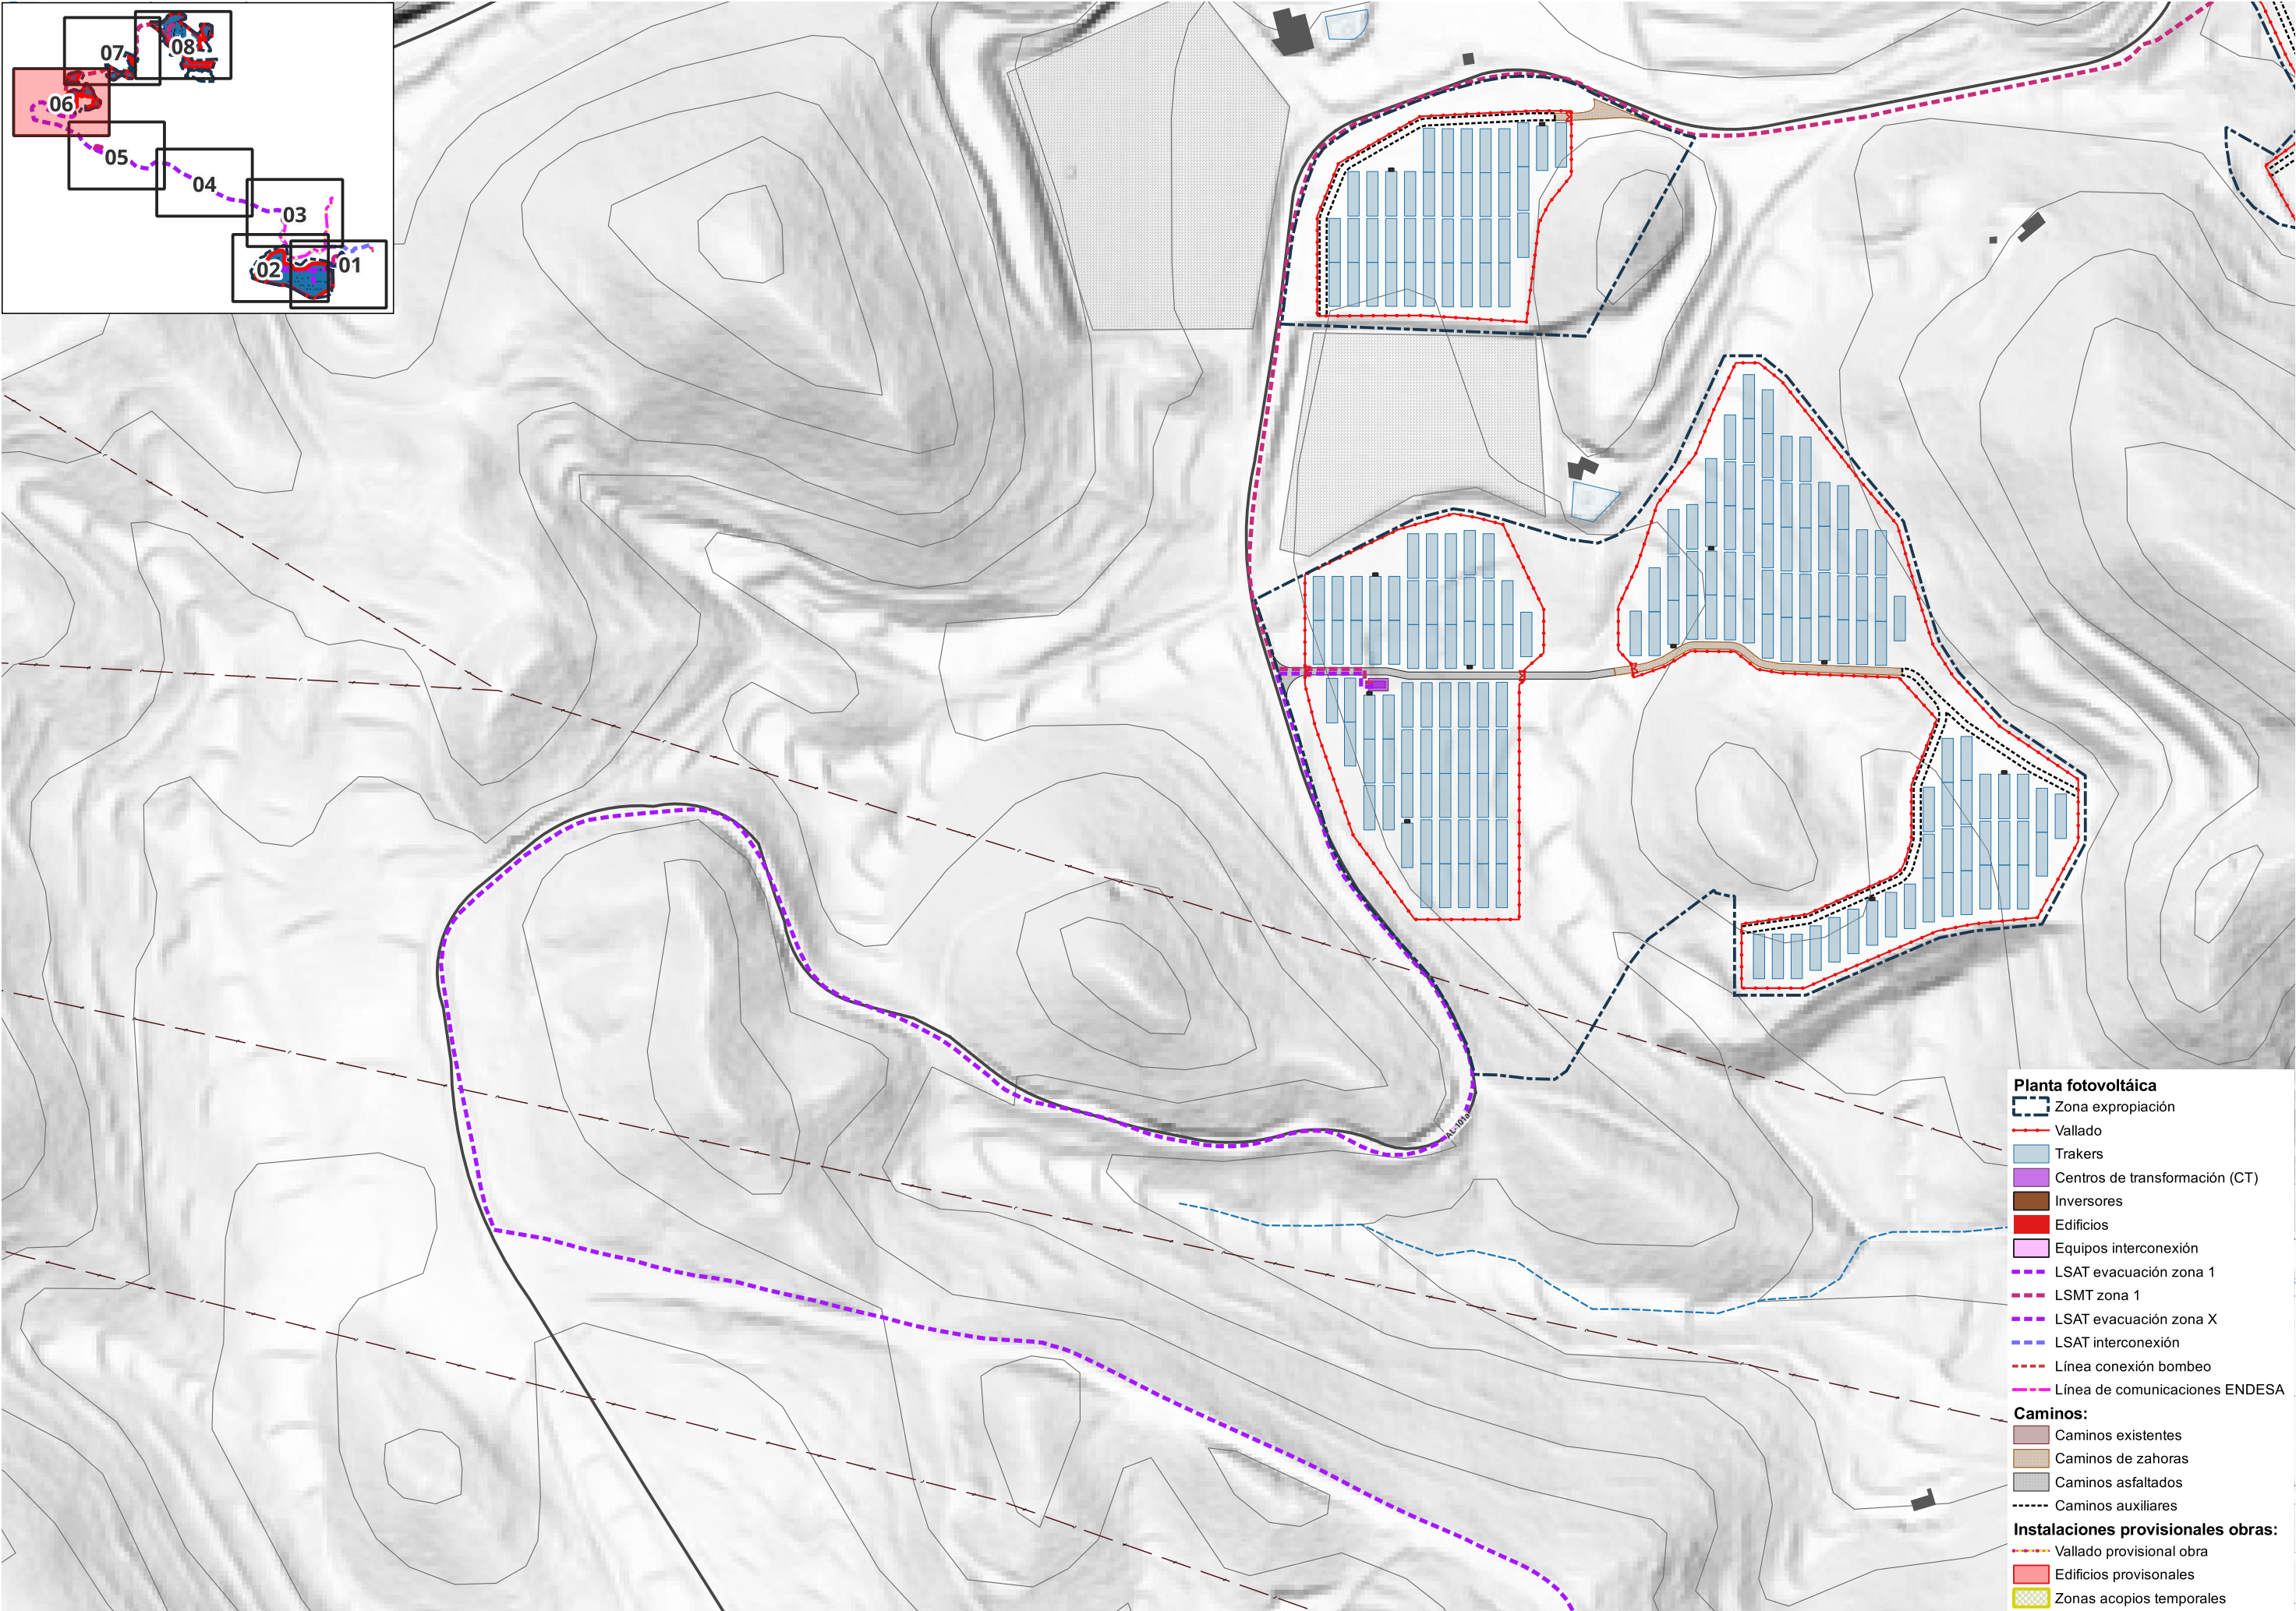 07
08
06
05
04
03
02
01
AL-101a
Planta fotovoltáica
Zona expropiación
Vallado
Trakers
Centros de transformación (CT)
Inversores
Edificios
Equipos interconexión
LSAT evacuación zona 1
LSMT zona 1
LSAT evacuación zona X
LSAT interconexión
Línea conexión bombeo
Línea de comunicaciones ENDESA
Caminos:
Caminos existentes
Caminos de zahoras
Caminos asfaltados
Caminos auxiliares
Instalaciones provisionales obras:
Vallado provisional obra
Edificios provisonales
Zonas acopios temporales